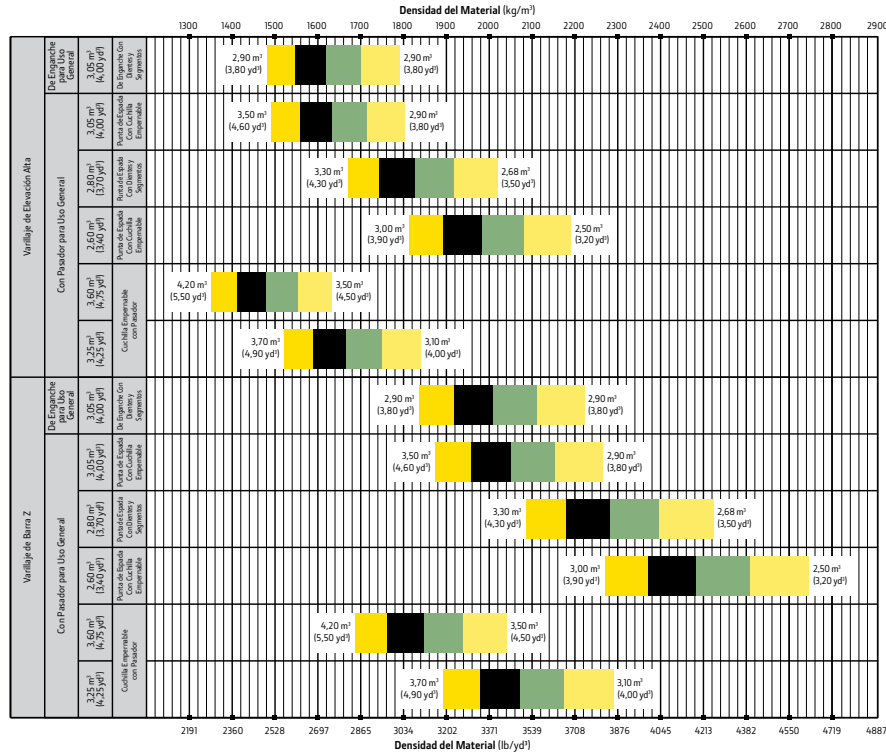 Densidad del Material (kg/m³)
1300 1400 1500 1600 1700 1800 1900 2000 2100 2200 2300 2400 2500 2600 2700 2800 2900
Varillaje de Elevación Alta
De Enganche
para Uso
General
3,05 m³
(4,00 yd³)
De Enganche Con
Dientes y
Segmentos
2,90 m³
(3,80 yd³)
2,90 m³
(3,80 yd³)
Con Pasador para Uso General
3,05 m³
(4,00 yd³)
Punta de Espada
Con Cuchilla
Empernable
3,50 m³
(4,60 yd³)
2,90 m³
(3,80 yd³)
2,80 m³
(3,70 yd³)
Punta de Espada
Con Dientes y
Segmentos
3,30 m³
(4,30 yd³)
2,68 m³
(3,50 yd³)
2,60 m³
(3,40 yd³)
Punta de Espada
Con Cuchilla
Empernable
3,00 m³
(3,90 yd³)
2,50 m³
(3,20 yd³)
3,60 m³
(4,75 yd³)
Cuchilla Empernable
con Pasador
4,20 m³
(5,50 yd³)
3,50 m³
(4,50 yd³)
3,25 m³
(4,25 yd³)
3,70 m³
(4,90 yd³)
3,10 m³
(4,00 yd³)
Varillaje de Barra Z
De Enganche
para Uso
General
3,05 m³
(4,00 yd³)
De Enganche Con
Dientes y
Segmentos
2,90 m³
(3,80 yd³)
2,90 m³
(3,80 yd³)
Con Pasador para Uso General
3,05 m³
(4,00 yd³)
Punta de Espada
Con Cuchilla
Empernable
3,50 m³
(4,60 yd³)
2,90 m³
(3,80 yd³)
2,80 m³
(3,70 yd³)
Punta de Espada
Con Dientes y
Segmentos
3,30 m³
(4,30 yd³)
2,68 m³
(3,50 yd³)
2,60 m³
(3,40 yd³)
Punta de Espada
Con Cuchilla
Empernable
3,00 m³
(3,90 yd³)
2,50 m³
(3,20 yd³)
3,60 m³
(4,75 yd³)
Cuchilla Empernable
con Pasador
4,20 m³
(5,50 yd³)
3,50 m³
(4,50 yd³)
3,25 m³
(4,25 yd³)
3,70 m³
(4,90 yd³)
3,10 m³
(4,00 yd³)
2191 2360 2528 2697 2865 3034 3202 3371 3539 3708 3876 4045 4213 4382 4550 4719 4887
Densidad del Material (lb/yd³)